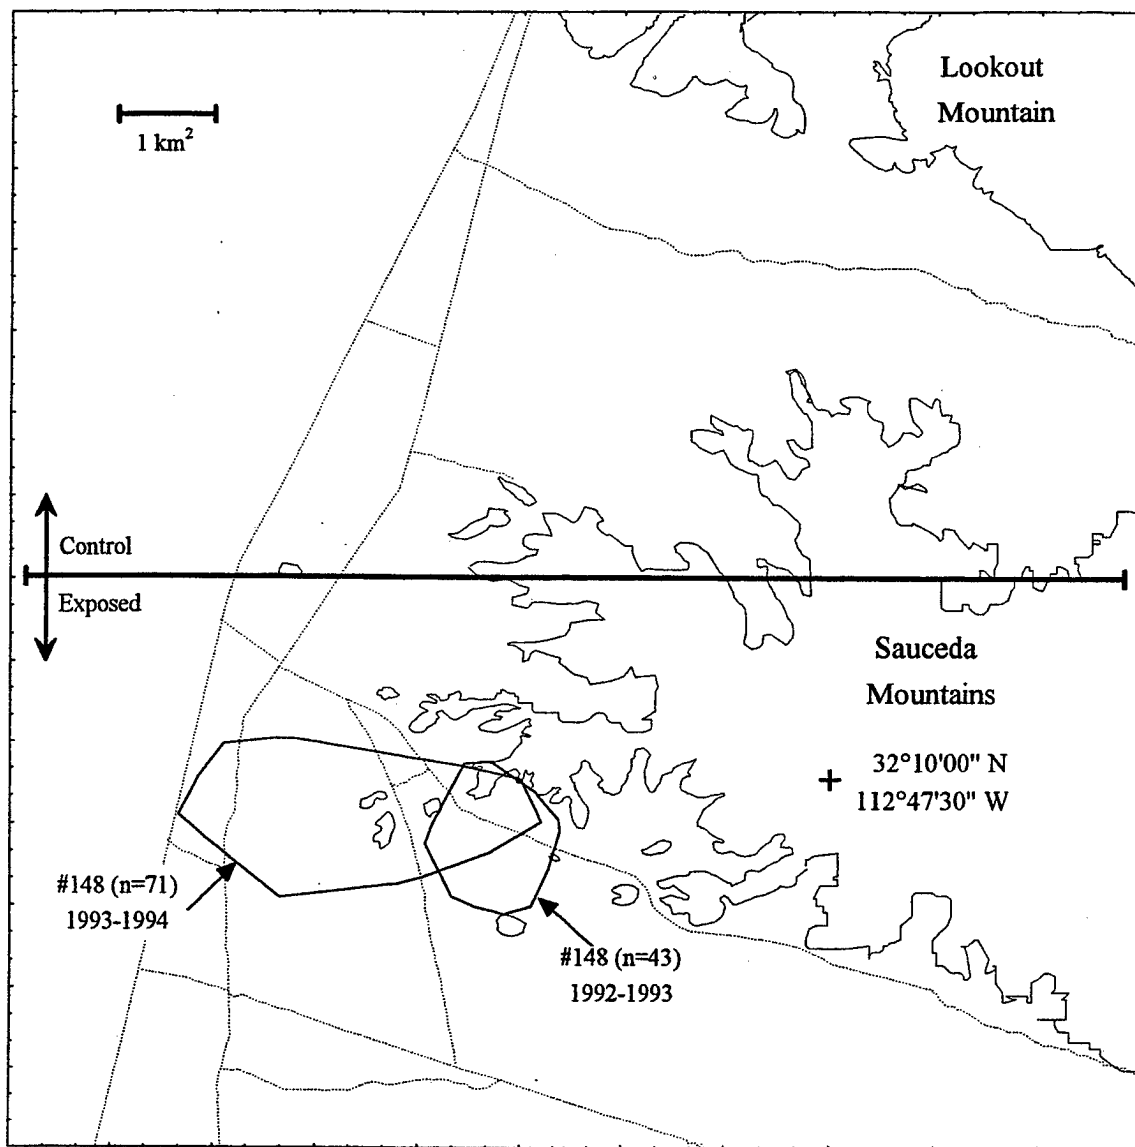 Lookout
Mountain
1 km²
Control
Exposed
Sauceda
Mountains
32°10'00" N
112°47'30" W
#148 (n=71)
1993-1994
#148 (n=43)
1992-1993